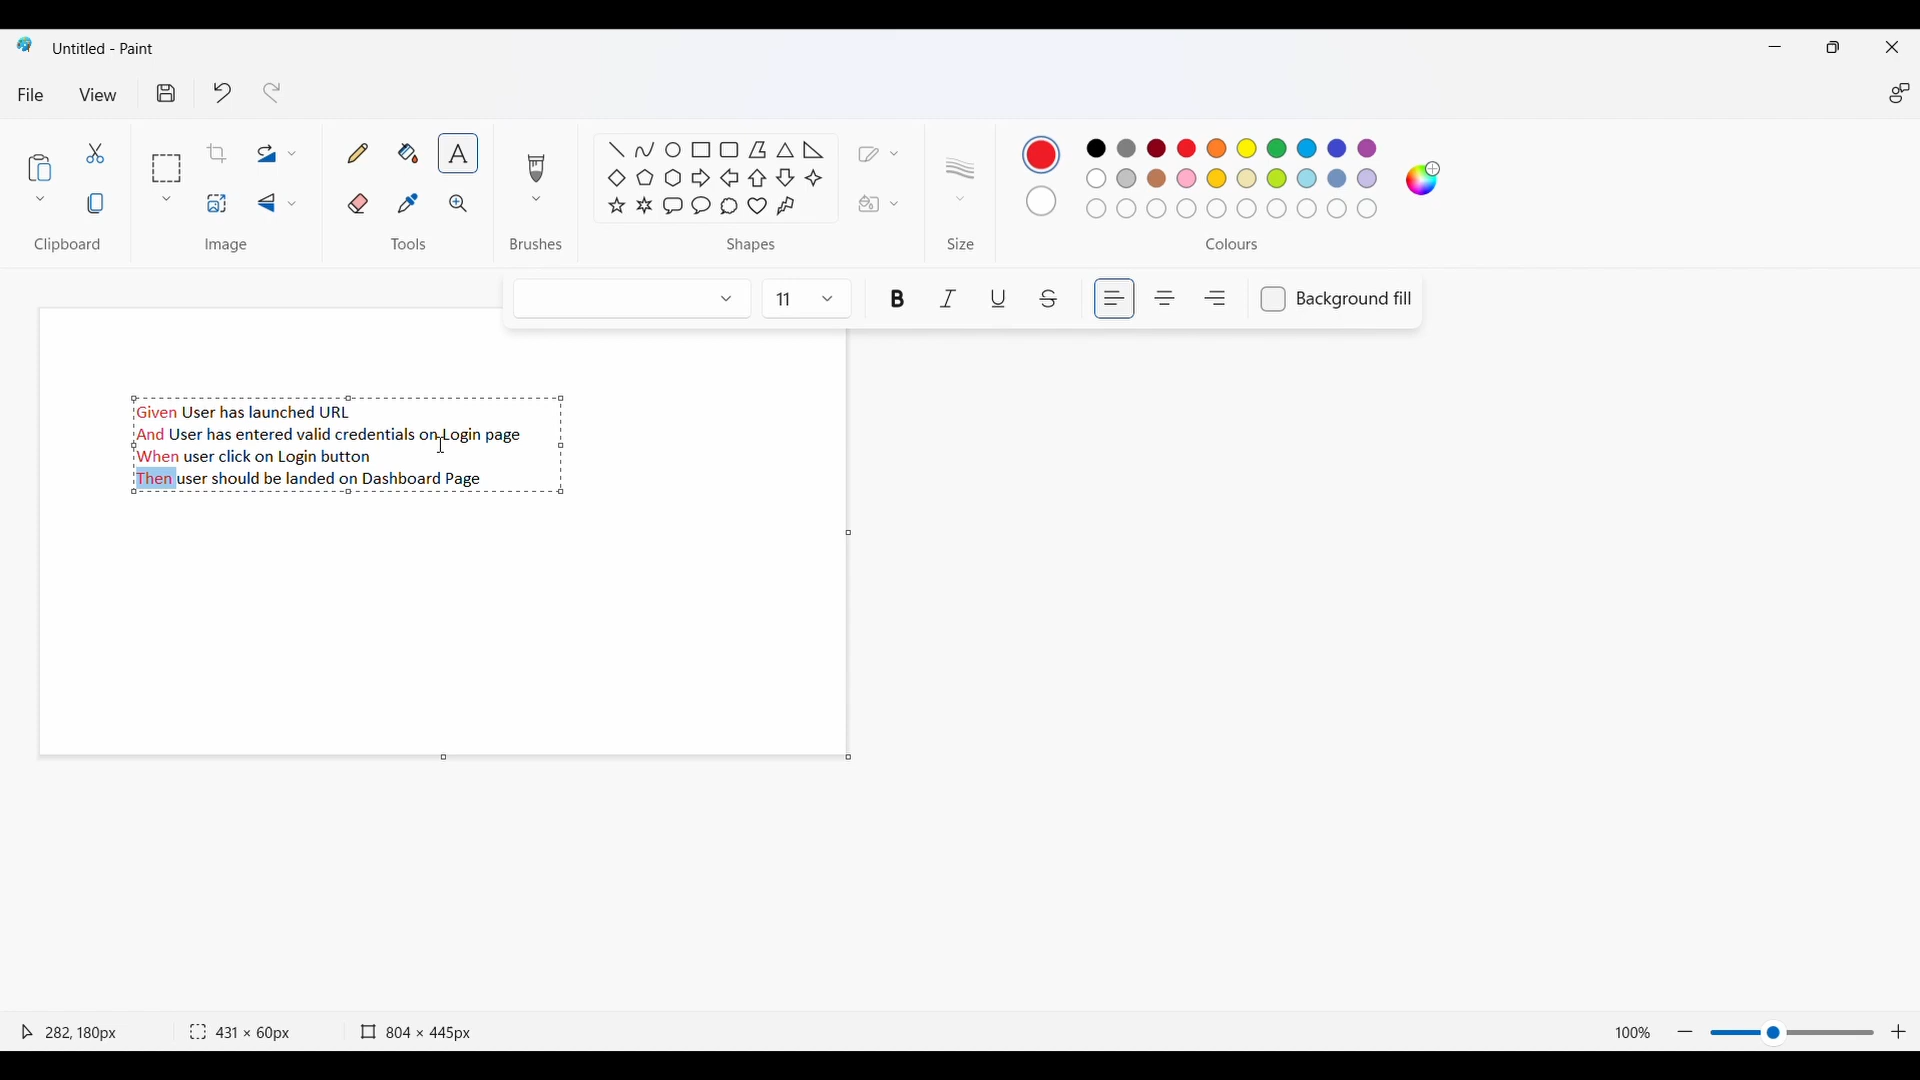 Untitled - Paint
File View
Clipboard Image Tools Brushes Shapes Size Colours
11 B I U S Background fill
Given User has launched URL
And User has entered valid credentials on Login page
When user click on Login button
Then user should be landed on Dashboard Page
282, 180px 431 × 60px 804 × 445px 100%